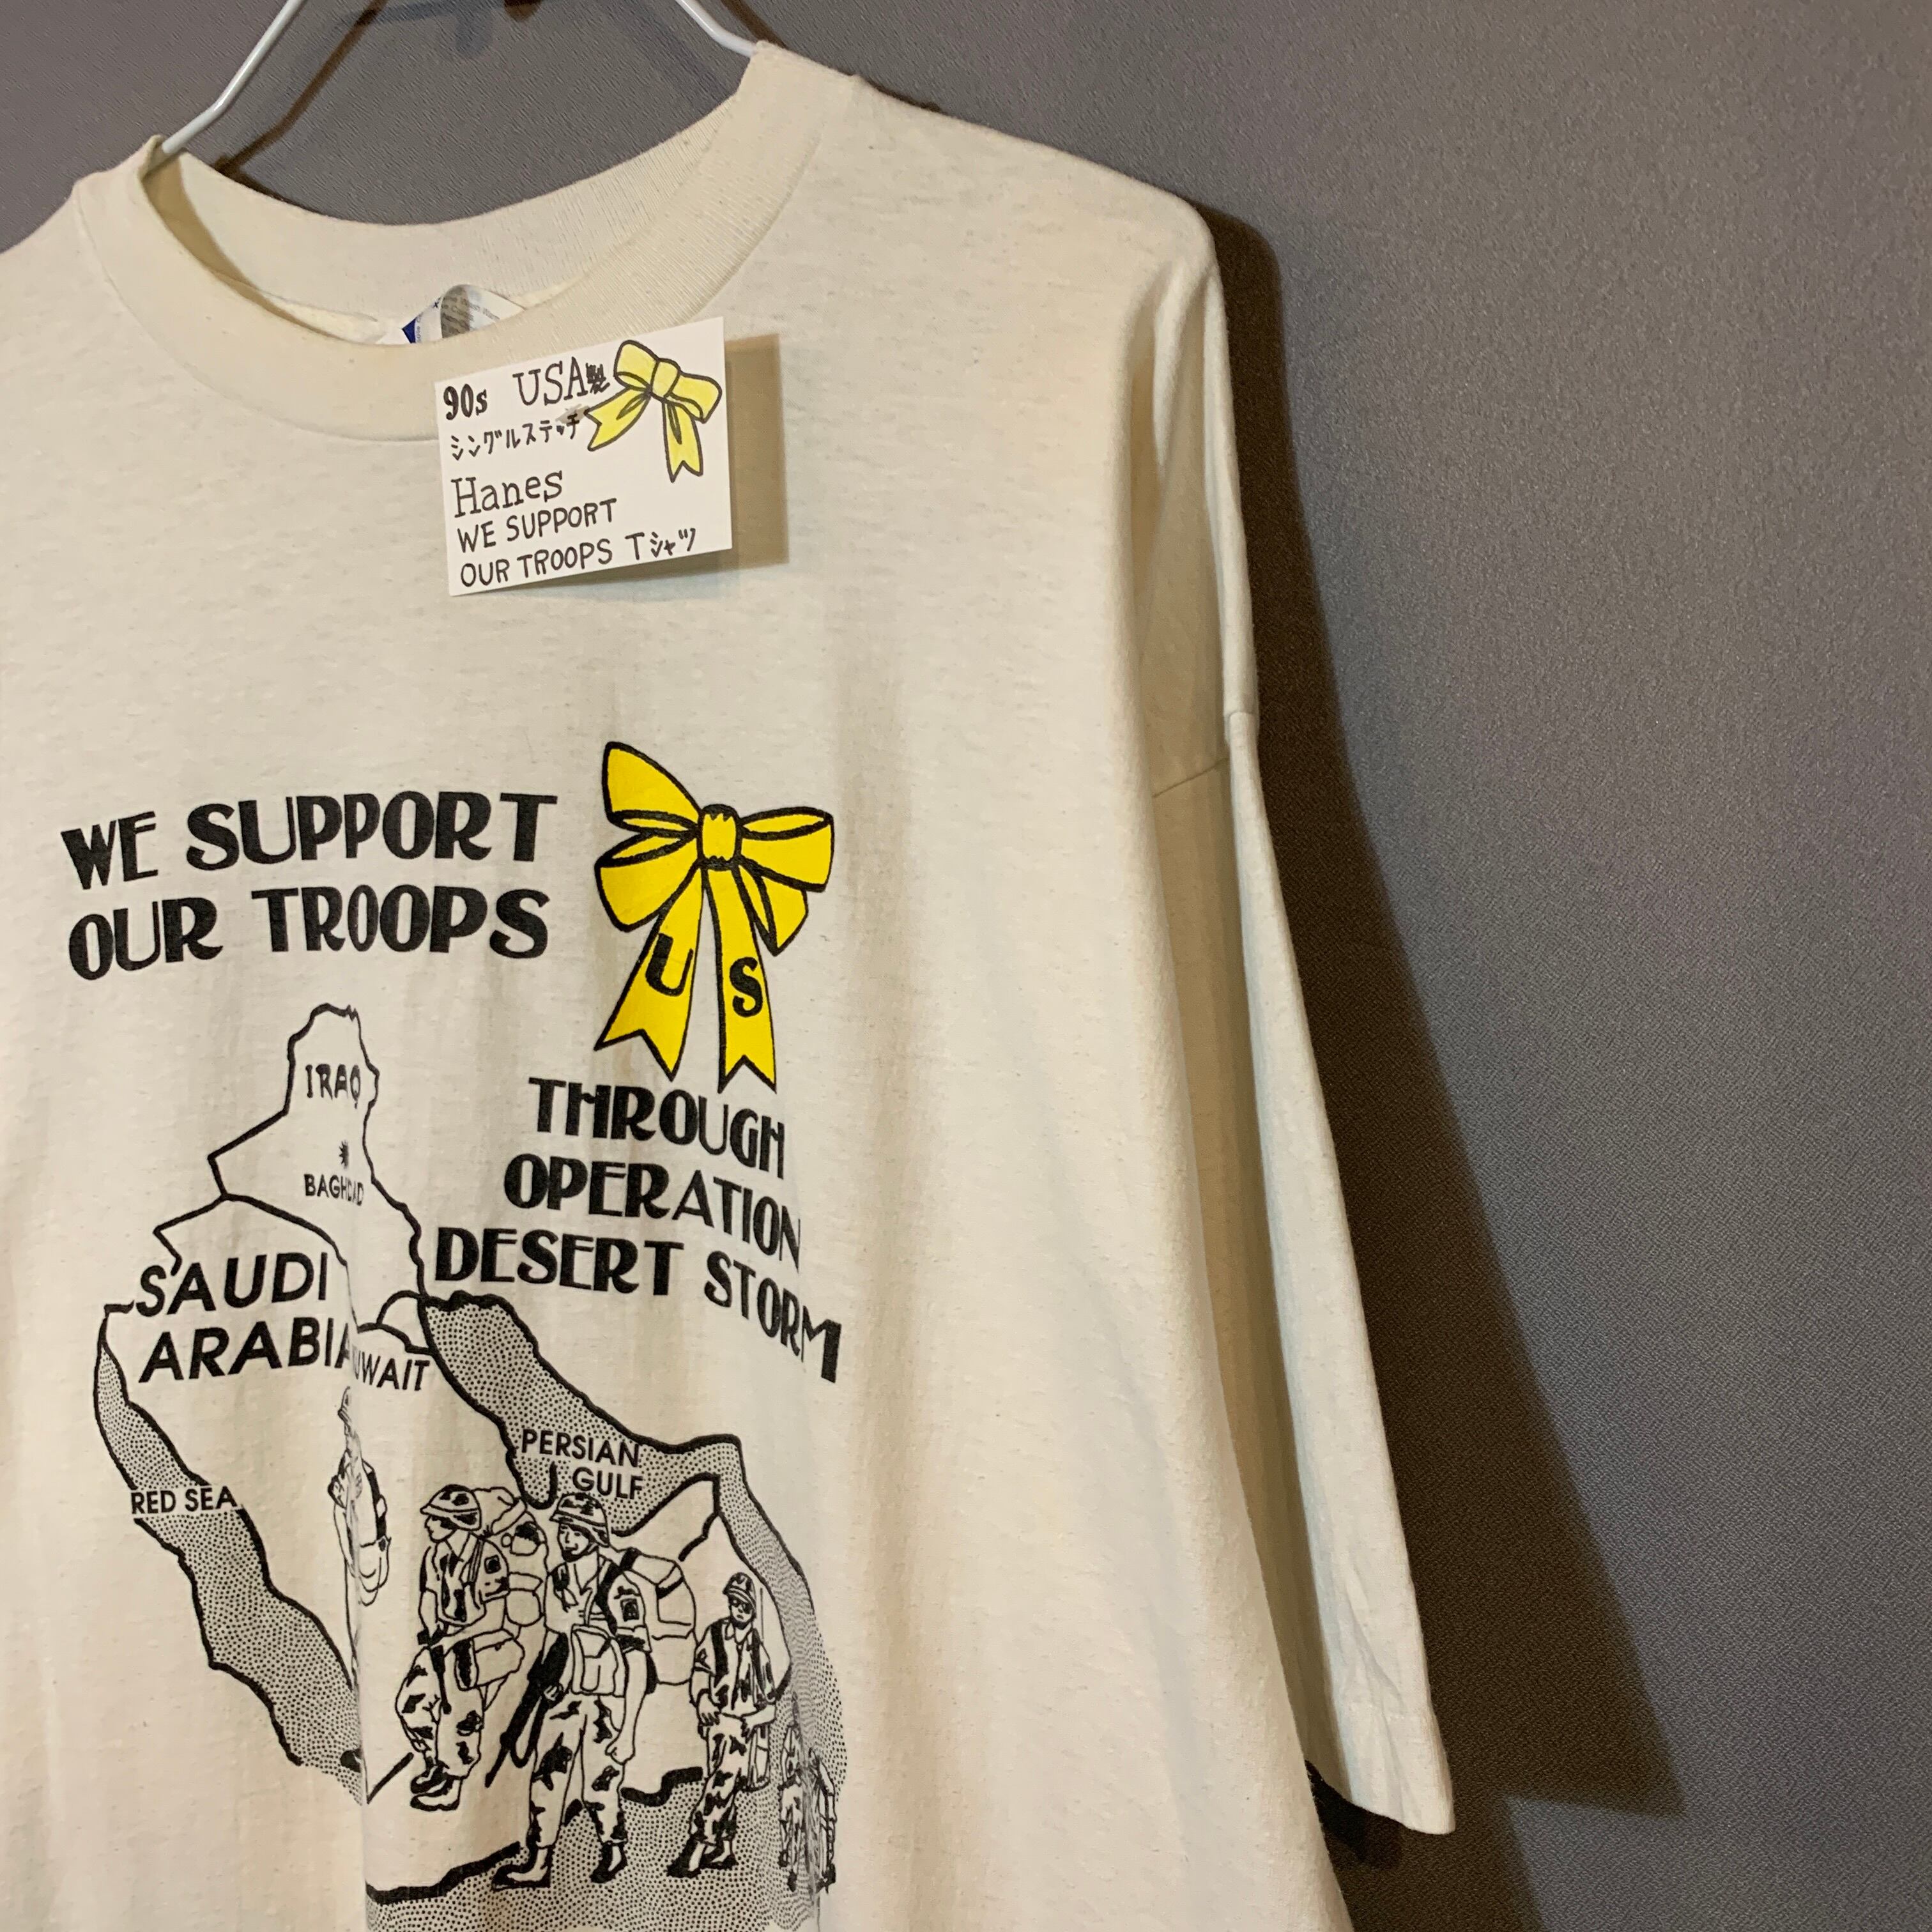 90s USA製
シングルステッチ
Hanes
WE SUPPORT
OUR TROOPS Tシャツ
WE SUPPORT
OUR TROOPS
U S
THROUGH
OPERATION
DESERT STORM
IRAQ
BAGHDAD
SAUDI
ARABIA
KUWAIT
PERSIAN
GULF
RED SEA